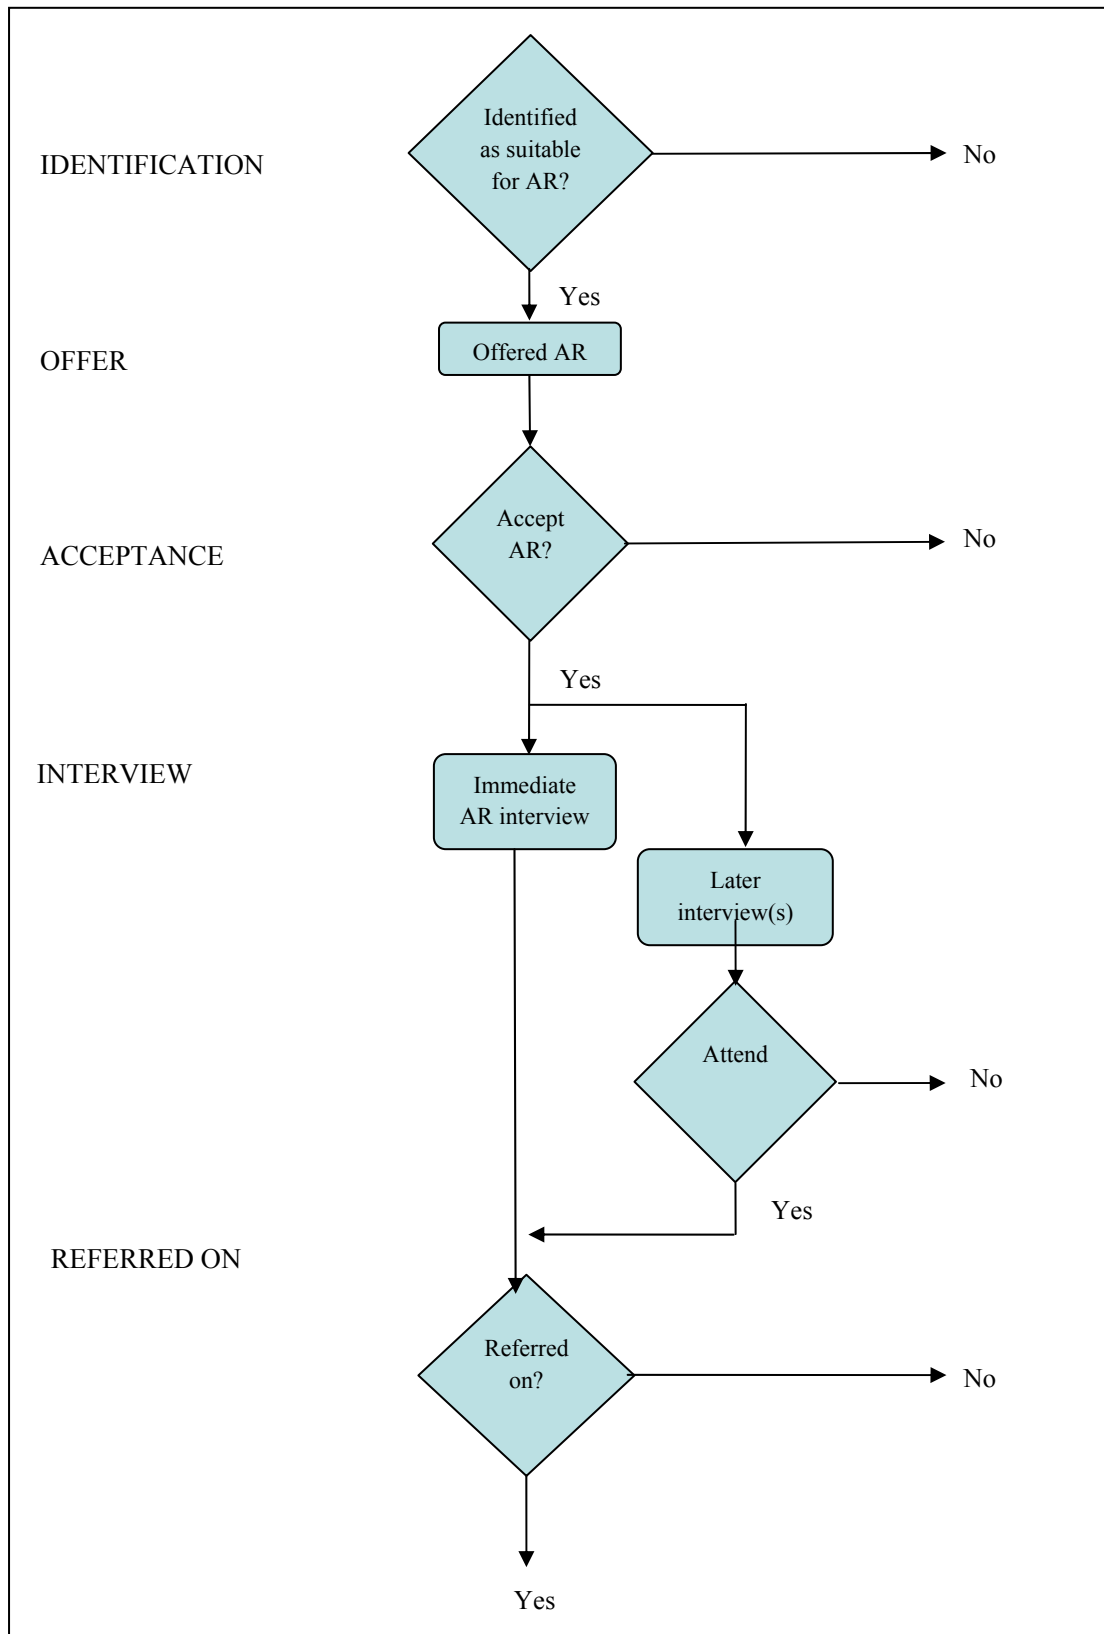 Identified
as suitable
for AR?
IDENTIFICATION
No
Yes
OFFER
Offered AR
Accept
AR?
ACCEPTANCE
No
Yes
INTERVIEW
Immediate
AR interview
Later
interview(s)
Attend
No
Yes
REFERRED ON
Referred
on?
No
Yes